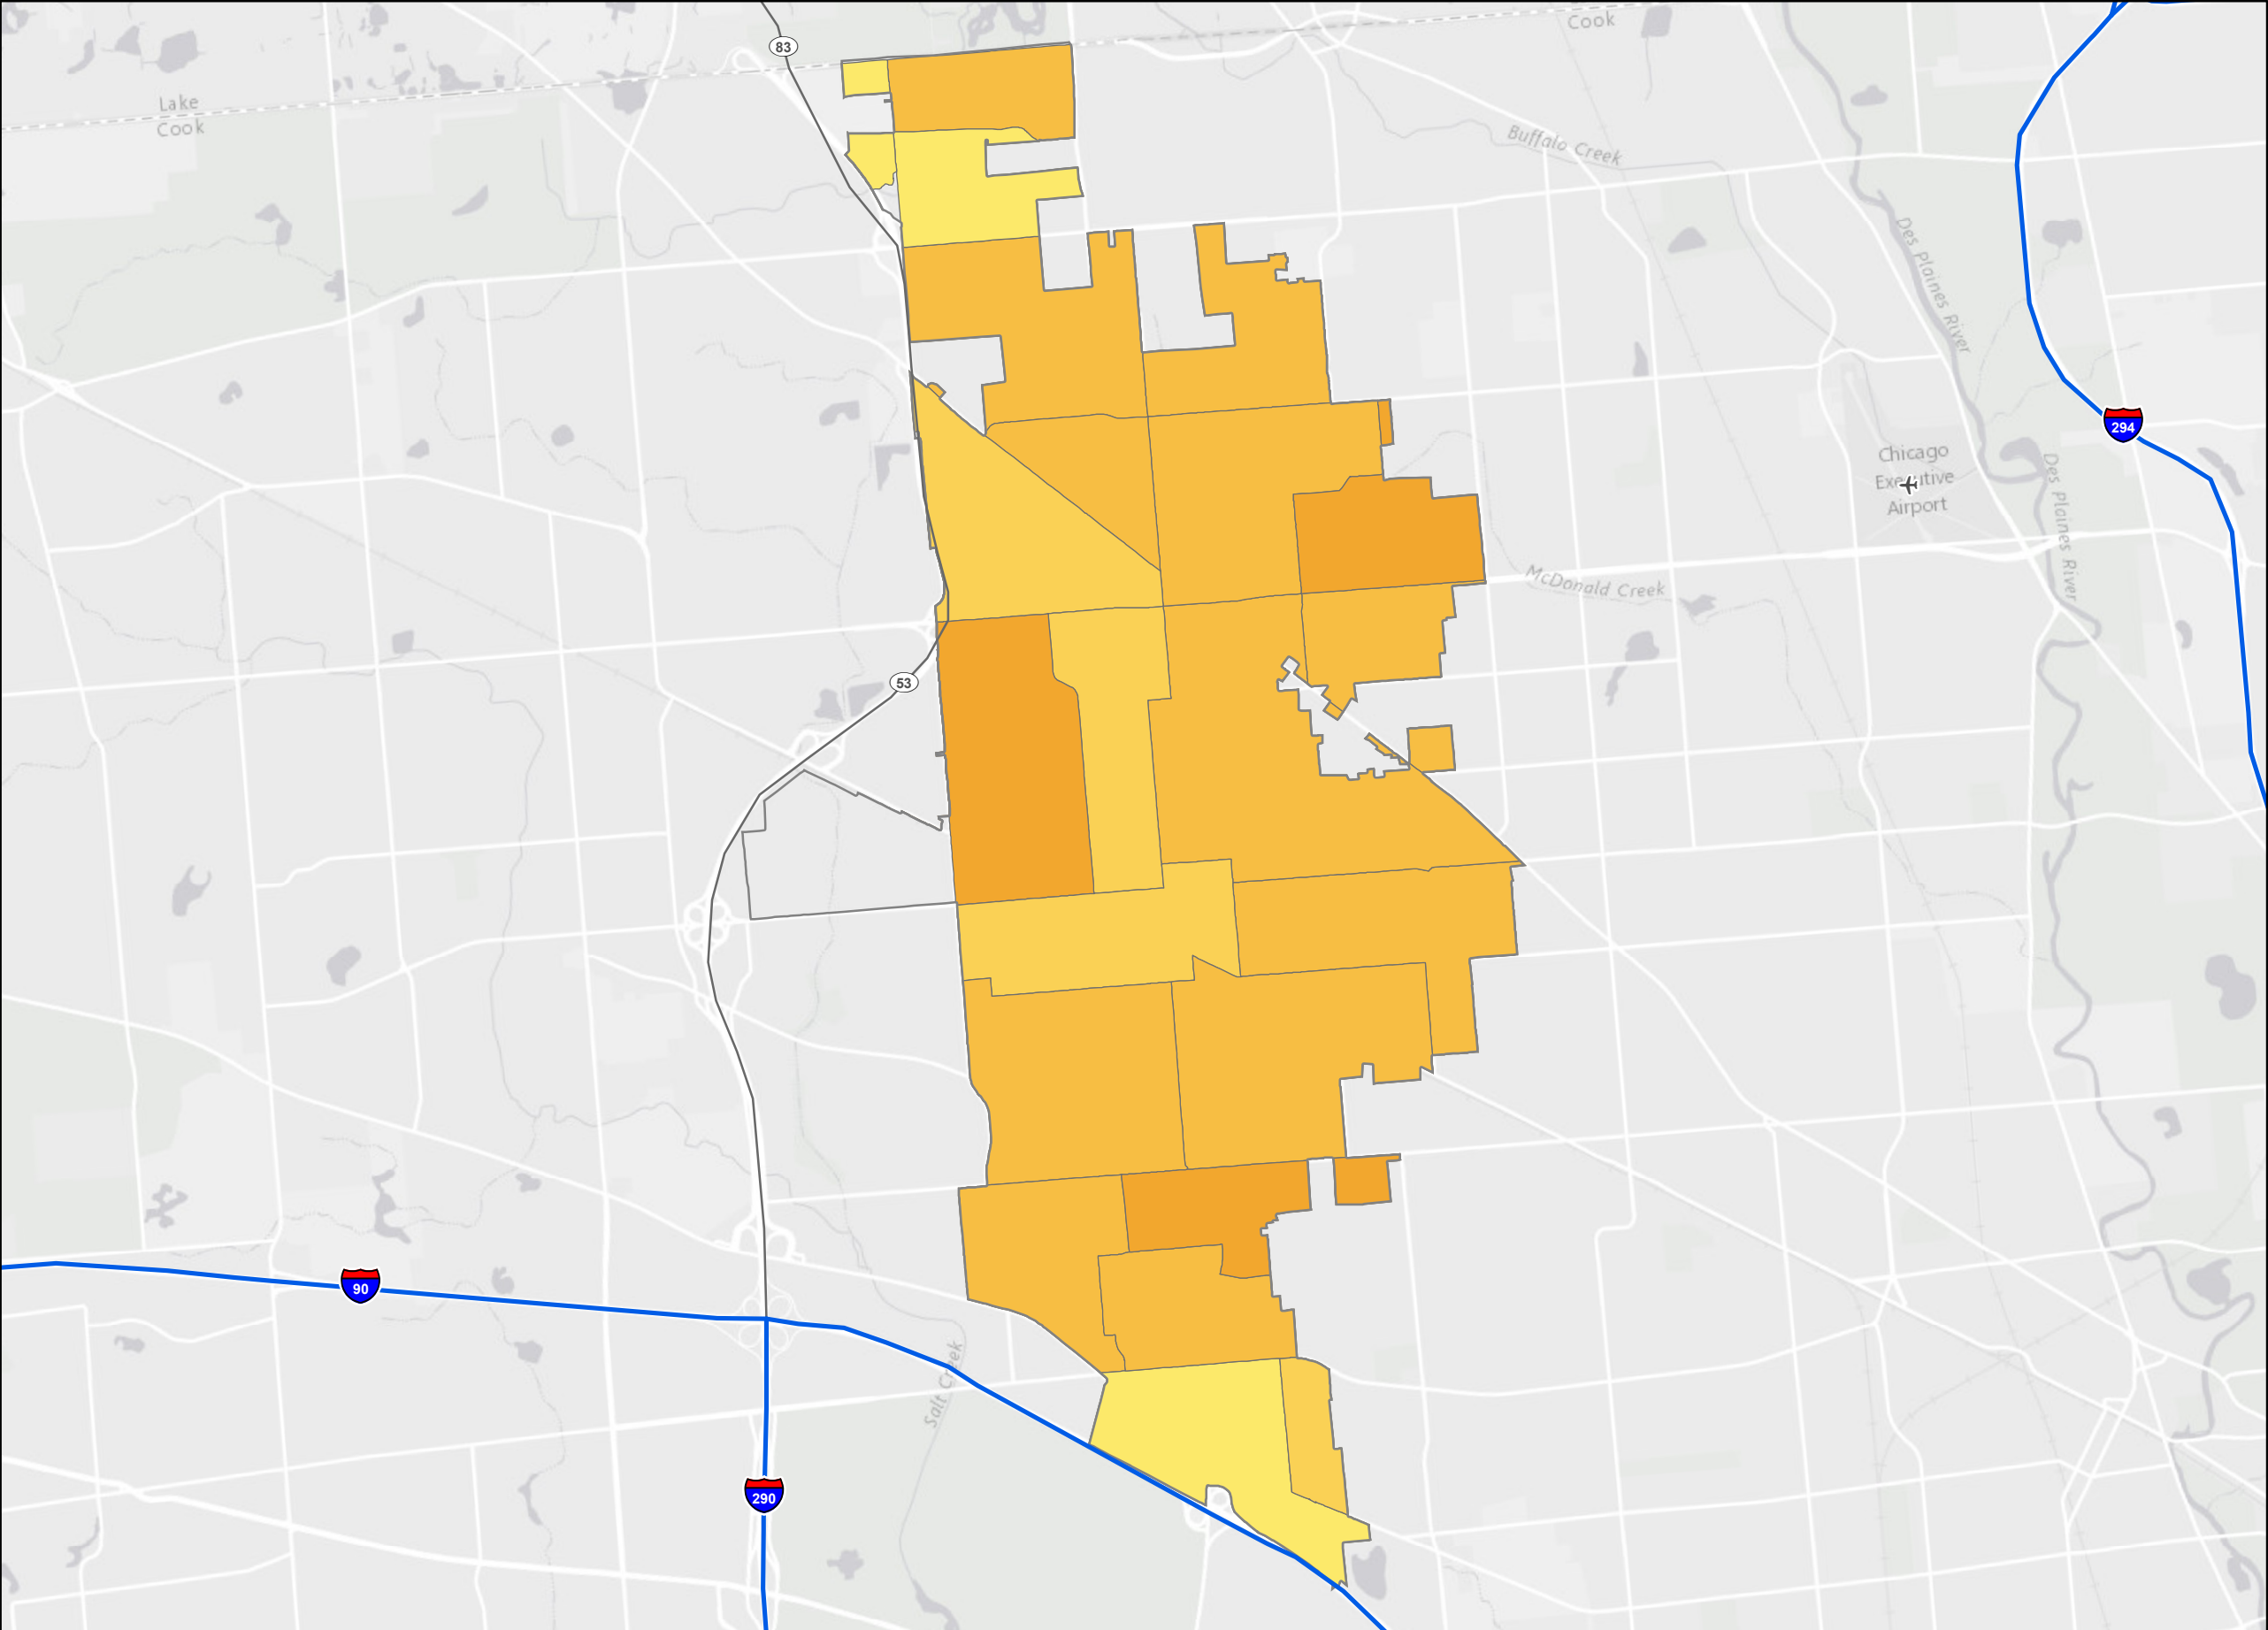 83
Cook
Lake
Cook
Buffalo Creek
Des Plaines River
294
Chicago
Executive
Airport
Des Plaines River
McDonald Creek
53
90
Salt Creek
290